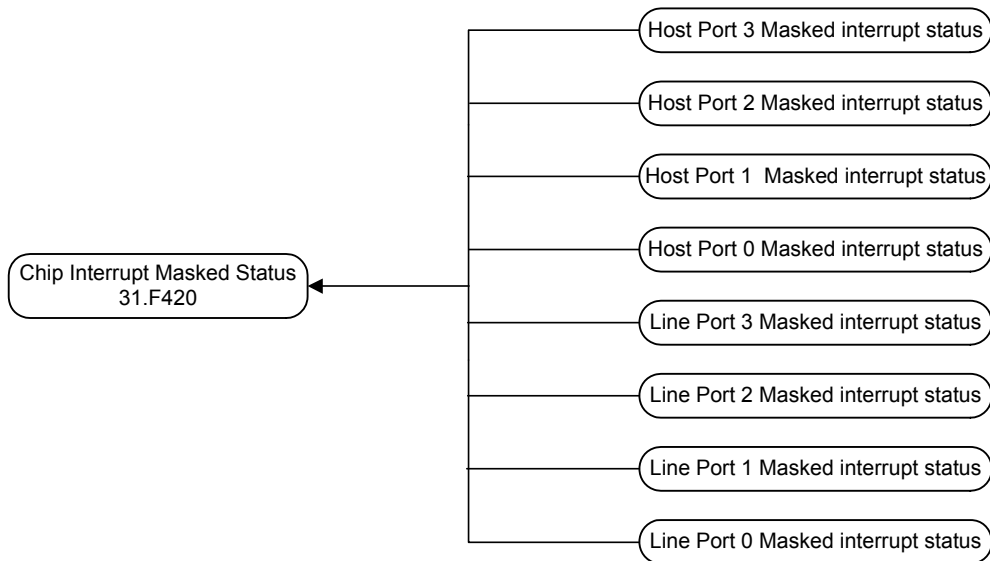 Host Port 3 Masked interrupt status
Host Port 2 Masked interrupt status
Host Port 1  Masked interrupt status
Host Port 0 Masked interrupt status
Chip Interrupt Masked Status
31.F420
Line Port 3 Masked interrupt status
Line Port 2 Masked interrupt status
Line Port 1 Masked interrupt status
Line Port 0 Masked interrupt status